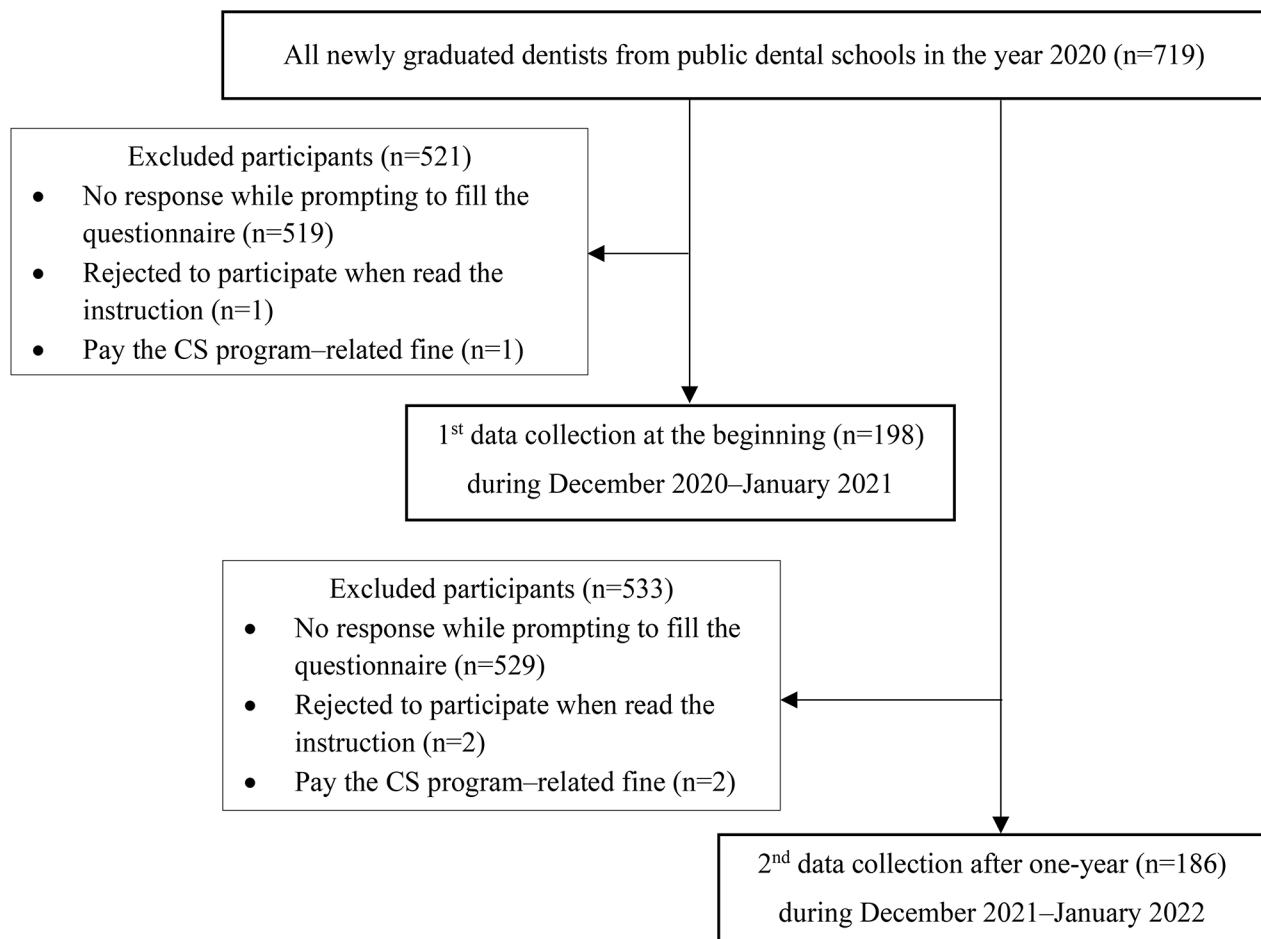 All newly graduated dentists from public dental schools in the year 2020 (n=719)
Excluded participants (n=521)
• No response while prompting to fill the
questionnaire (n=519)
• Rejected to participate when read the
instruction (n=1)
• Pay the CS program–related fine (n=1)
1st data collection at the beginning (n=198)
during December 2020–January 2021
Excluded participants (n=533)
• No response while prompting to fill the
questionnaire (n=529)
• Rejected to participate when read the
instruction (n=2)
• Pay the CS program–related fine (n=2)
2nd data collection after one-year (n=186)
during December 2021–January 2022